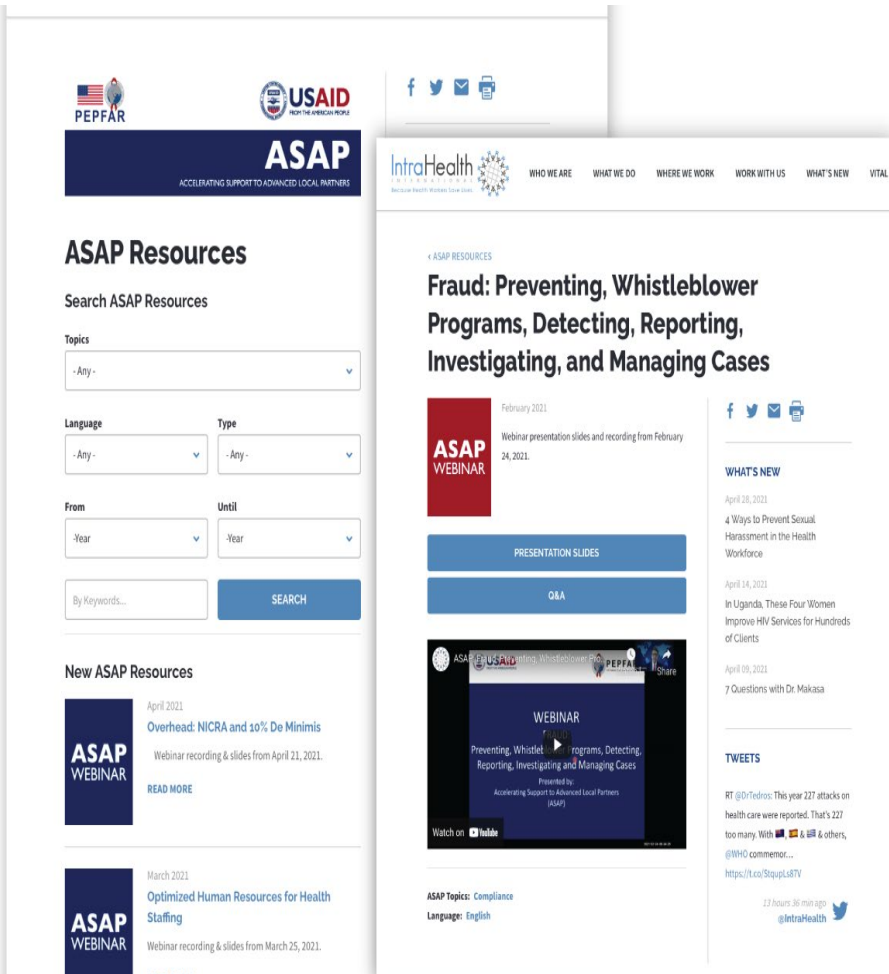 PEPFAR
USAID
FROM THE AMERICAN PEOPLE
ASAP
ACCELERATING SUPPORT TO ADVANCED LOCAL PARTNERS
ASAP Resources
Search ASAP Resources
Topics
- Any -
Language
Type
- Any -
- Any -
From
Until
-Year
-Year
By Keywords...
SEARCH
New ASAP Resources
ASAP
WEBINAR
April 2021
Overhead: NICRA and 10% De Minimis
Webinar recording & slides from April 21, 2021.
READ MORE
ASAP
WEBINAR
March 2021
Optimized Human Resources for Health
Staffing
Webinar recording & slides from March 25, 2021.
IntraHealth
INTERNATIONAL
Because Health Workers Save Lives.
WHO WE ARE
WHAT WE DO
WHERE WE WORK
WORK WITH US
WHAT'S NEW
VITAL
‹ ASAP RESOURCES
Fraud: Preventing, Whistleblower
Programs, Detecting, Reporting,
Investigating, and Managing Cases
ASAP
WEBINAR
February 2021
Webinar presentation slides and recording from February
24, 2021.
PRESENTATION SLIDES
Q&A
ASAP: Fraud: Preventing, Whistleblower Pro...
USAID
PEPFAR
Share
WEBINAR
FRAUD
Preventing, Whistleblower Programs, Detecting,
Reporting, Investigating and Managing Cases
Presented by:
Accelerating Support to Advanced Local Partners
(ASAP)
Watch on YouTube
ASAP Topics: Compliance
Language: English
WHAT'S NEW
April 28, 2021
4 Ways to Prevent Sexual
Harassment in the Health
Workforce
April 14, 2021
In Uganda, These Four Women
Improve HIV Services for Hundreds
of Clients
April 09, 2021
7 Questions with Dr. Makasa
TWEETS
RT @DrTedros: This year 227 attacks on
health care were reported. That's 227
too many. With , & & others,
@WHO commemor…
https://t.co/StqupLs8TV
13 hours 36 min ago
@IntraHealth